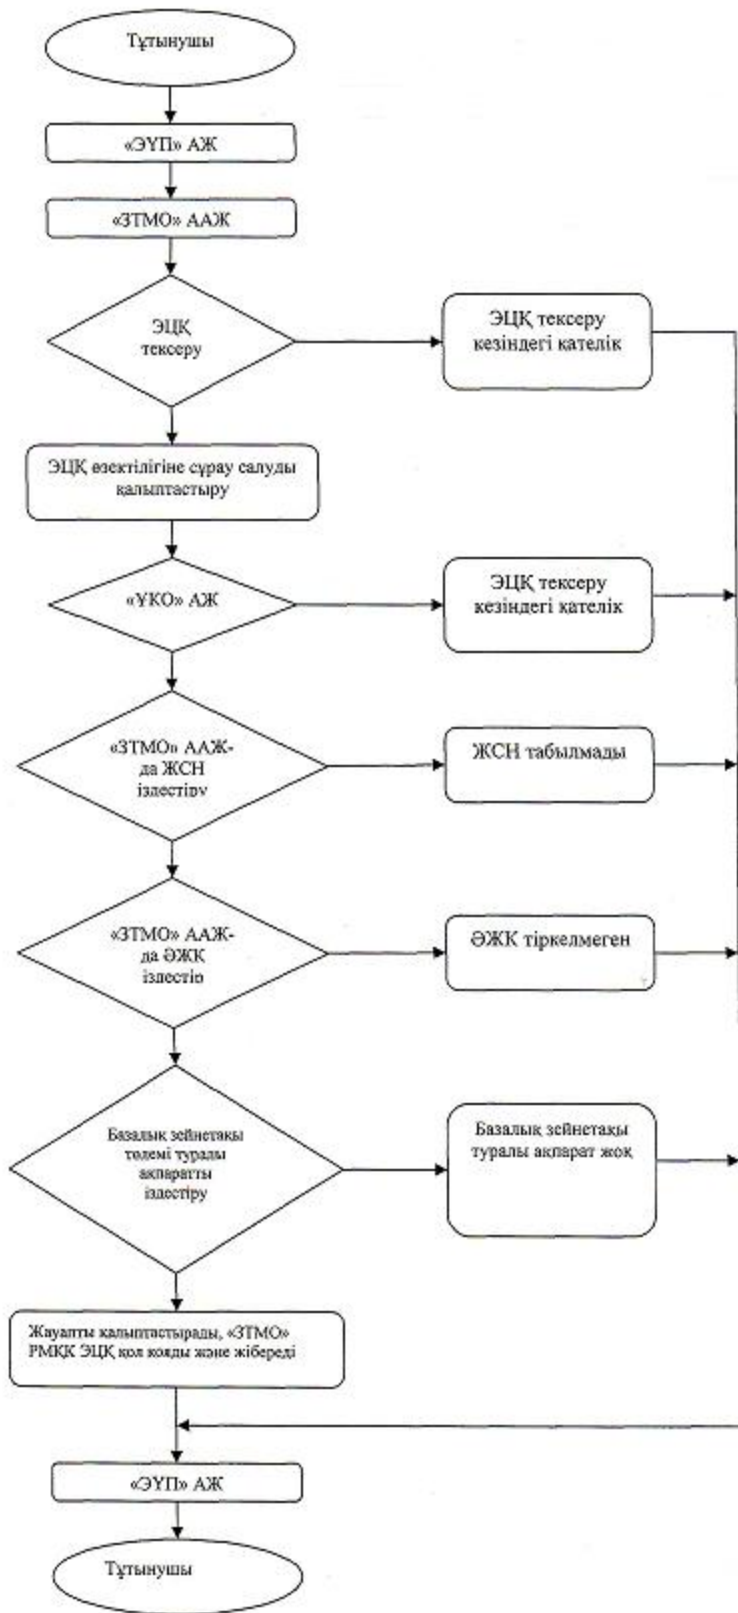 Тұтынушы
«ЭҮП» АЖ
«ЗТМО» ААЖ
ЭЦҚ
тексеру
ЭЦҚ тексеру
кезіндегі қателік
ЭЦҚ өзектілігіне сұрау салуды
қалыптастыру
«ҮКО» АЖ
ЭЦҚ тексеру
кезіндегі қателік
«ЗТМО» ААЖ-
да ЖСН
іздестіру
ЖСН табылмады
«ЗТМО» ААЖ-
да ӘЖК
іздестір
ӘЖК тіркелмеген
Базалық зейнетақы
төлемі туралы
ақпаратты
іздестіру
Базалық зейнетақы
туралы ақпарат жоқ
Жауапты қалыптастырады, «ЗТМО»
РМҚК ЭЦҚ қол қояды және жібереді
«ЭҮП» АЖ
Тұтынушы